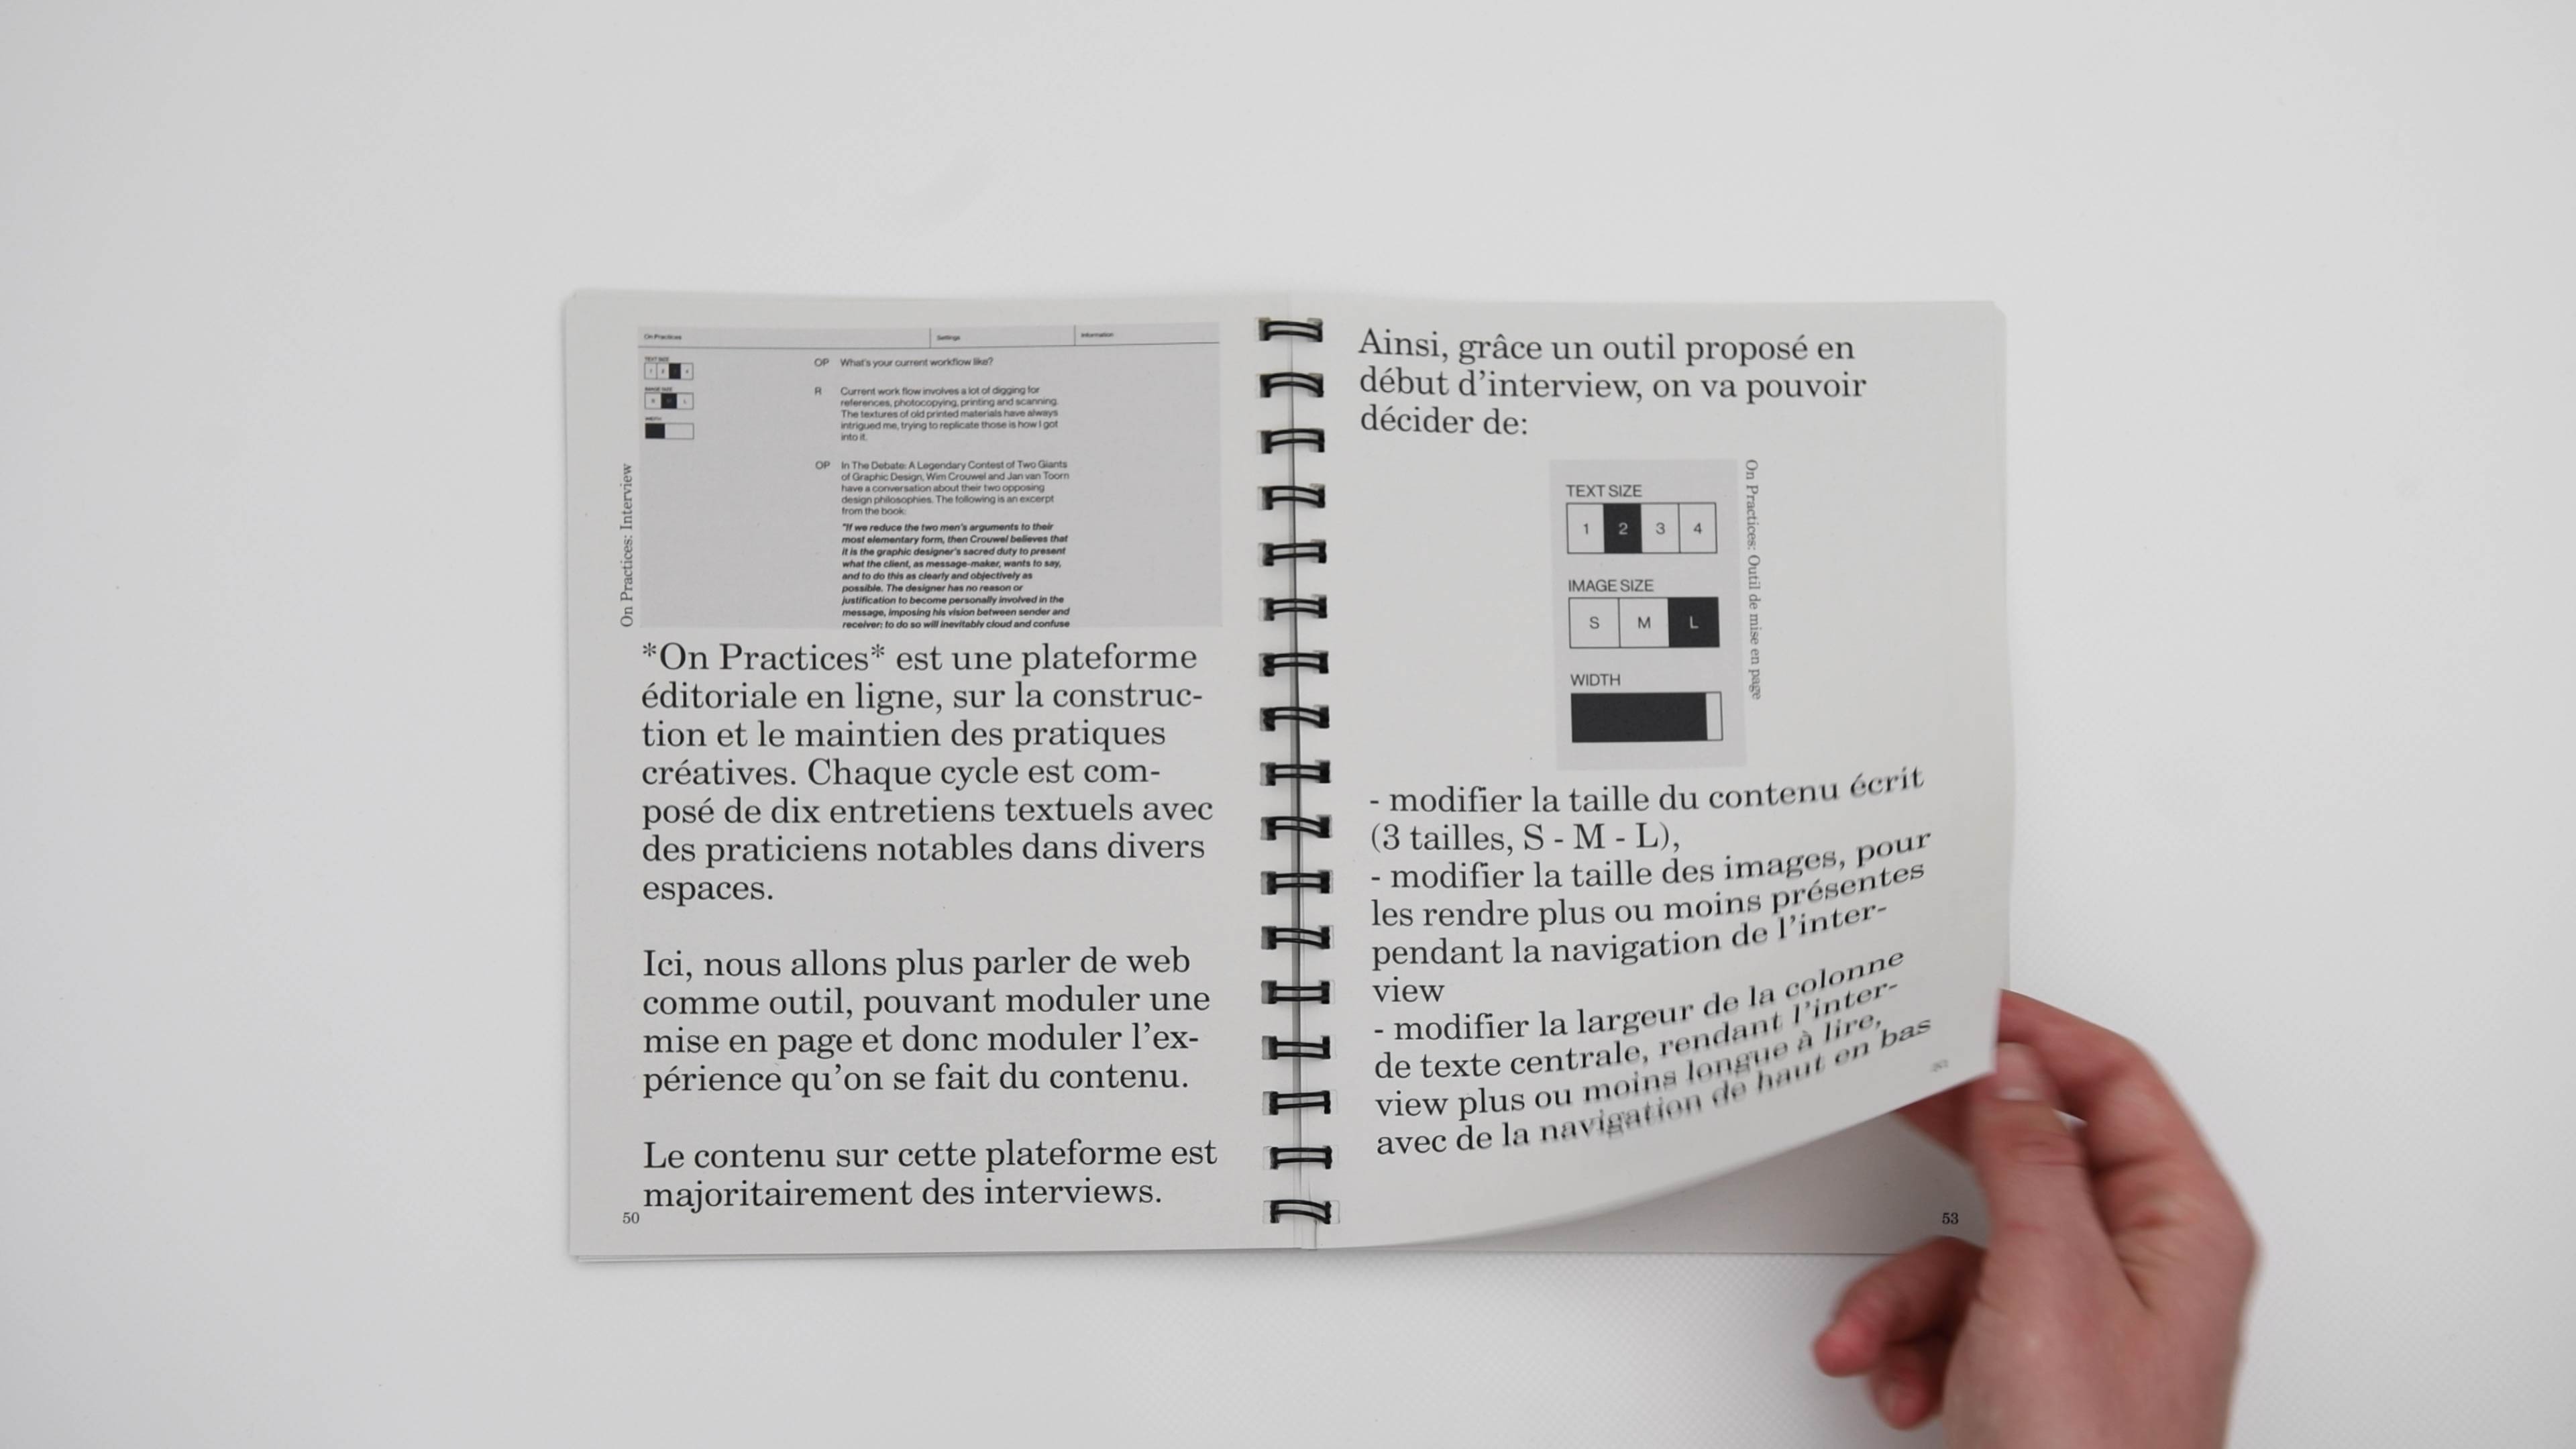 On Practices
Settings
Information
TEXT SIZE
IMAGE SIZE
WIDTH
OP What's your current workflow like?
R Current work flow involves a lot of digging for
references, photocopying, printing and scanning.
The textures of old printed materials have always
intrigued me, trying to replicate those is how I got
into it.
OP In The Debate: A Legendary Contest of Two Giants
of Graphic Design, Wim Crouwel and Jan van Toorn
have a conversation about their two opposing
design philosophies. The following is an excerpt
from the book:
"If we reduce the two men's arguments to their
most elementary form, then Crouwel believes that
it is the graphic designer's sacred duty to present
what the client, as message-maker, wants to say,
and to do this as clearly and objectively as
possible. The designer has no reason or
justification to become personally involved in the
message, imposing his vision between sender and
receiver: to do so will inevitably cloud and confuse
On Practices: Interview
*On Practices* est une plateforme
éditoriale en ligne, sur la construc-
tion et le maintien des pratiques
créatives. Chaque cycle est com-
posé de dix entretiens textuels avec
des praticiens notables dans divers
espaces.
Ici, nous allons plus parler de web
comme outil, pouvant moduler une
mise en page et donc moduler l'ex-
périence qu'on se fait du contenu.
Le contenu sur cette plateforme est
majoritairement des interviews.
50
Ainsi, grâce un outil proposé en
début d'interview, on va pouvoir
décider de:
TEXT SIZE
1 2 3 4
IMAGE SIZE
S M L
WIDTH
On Practices: Outil de mise en page
- modifier la taille du contenu écrit
(3 tailles, S - M - L),
- modifier la taille des images, pour
les rendre plus ou moins présentes
pendant la navigation de l'inter-
view
- modifier la largeur de la colonne
de texte centrale, rendant l'inter-
view plus ou moins longue à lire,
avec de la navigation de haut en bas
53